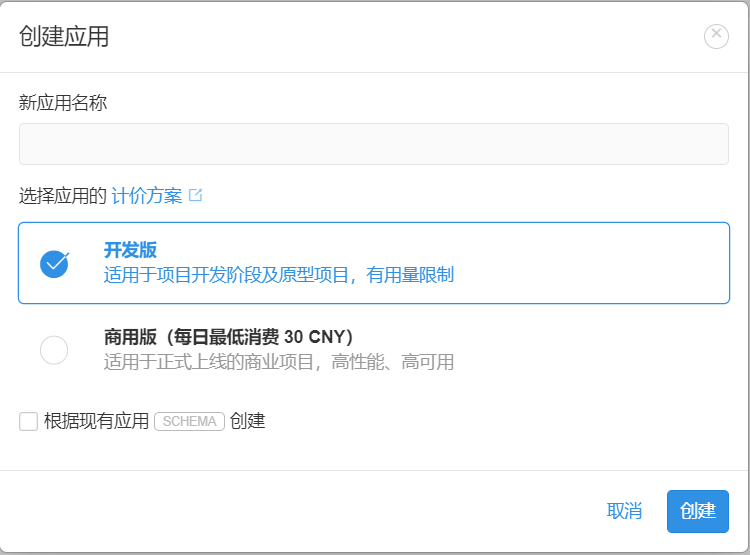 创建应用
新应用名称
选择应用的 计价方案
开发版
适用于项目开发阶段及原型项目，有用量限制
商用版（每日最低消费 30 CNY）
适用于正式上线的商业项目，高性能、高可用
根据现有应用 SCHEMA 创建
取消 创建